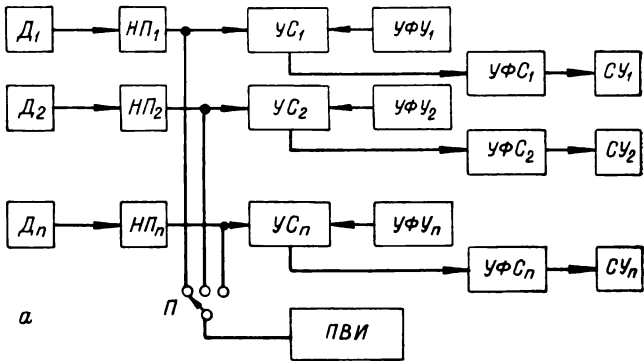 Д₁ НП₁ УС₁ УФУ₁
УФС₁ СУ₁
Д₂ НП₂ УС₂ УФУ₂
УФС₂ СУ₂
Дₙ НПₙ УСₙ УФУₙ
УФСₙ СУₙ
П
а
ПВИ